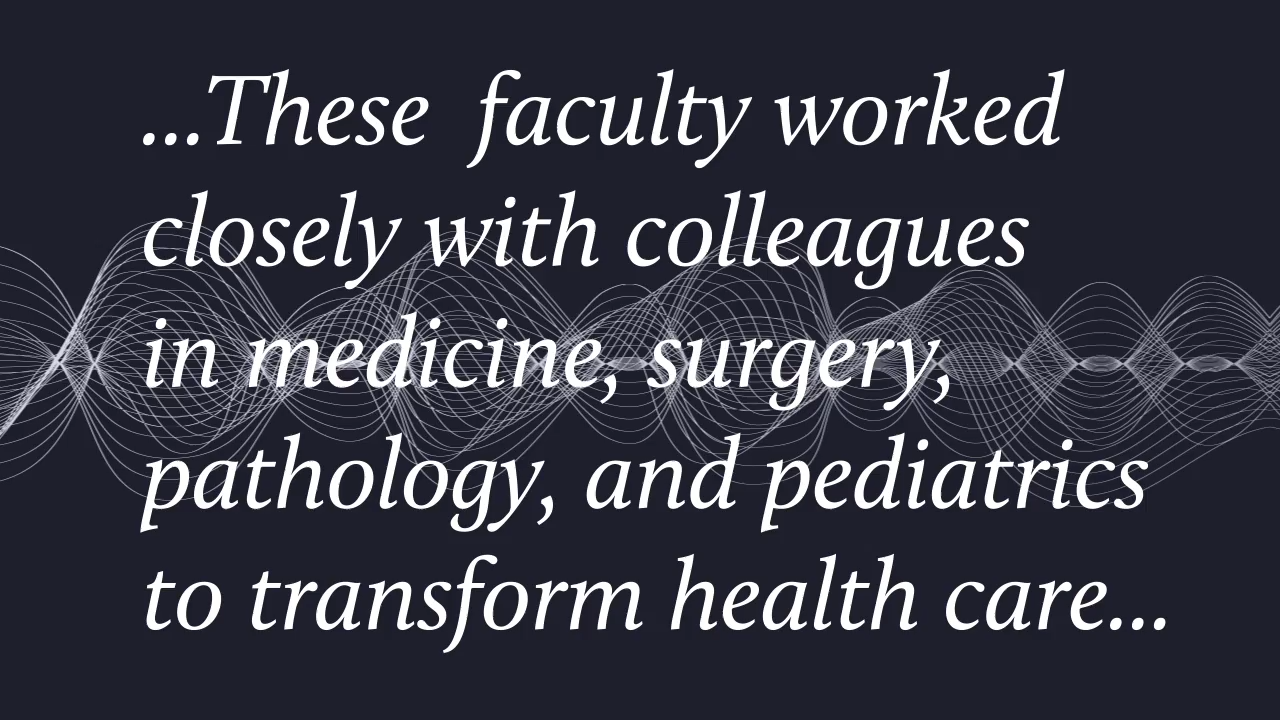 ...These  faculty worked
closely with colleagues
in medicine, surgery,
pathology, and pediatrics
to transform health care...